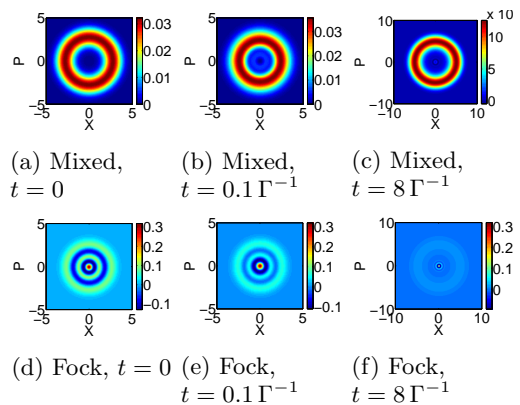 5
0
−5
−5 0 5
P
X
0.03
0.02
0.01
0
5
0
−5
−5 0 5
P
X
0.03
0.02
0.01
0
10
0
−10
−10 0 10
P
X
x 10
10
5
0
(a) Mixed, (b) Mixed, (c) Mixed,
t = 0 t = 0.1 Γ−1 t = 8 Γ−1
5
0
−5
−5 0 5
P
X
0.3
0.2
0.1
0
−0.1
5
0
−5
−5 0 5
P
X
0.3
0.2
0.1
0
−0.1
10
0
−10
−10 0 10
P
X
0.3
0.2
0.1
0
(d) Fock, t = 0 (e) Fock, (f) Fock,
t = 0.1 Γ−1 t = 8 Γ−1